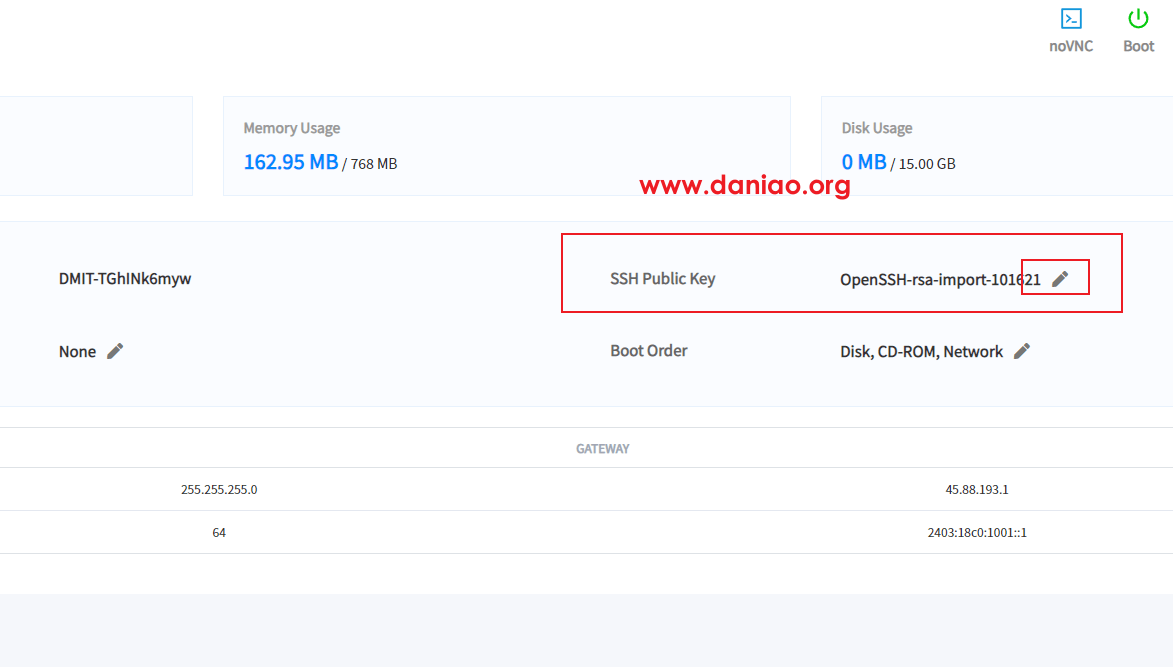 noVNC Boot
Memory Usage
162.95 MB / 768 MB
Disk Usage
0 MB / 15.00 GB
www.daniao.org
DMIT-TGhINk6myw SSH Public Key OpenSSH-rsa-import-101621
None Boot Order Disk, CD-ROM, Network
GATEWAY
255.255.255.0 45.88.193.1
64 2403:18c0:1001::1